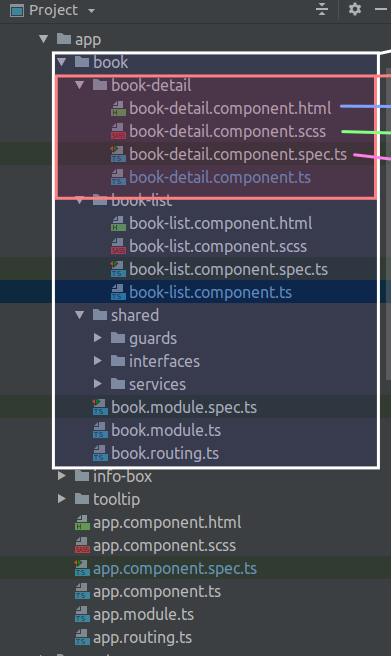 Project
app
book
book-detail
book-detail.component.html
book-detail.component.scss
book-detail.component.spec.ts
book-detail.component.ts
book-list
book-list.component.html
book-list.component.scss
book-list.component.spec.ts
book-list.component.ts
shared
guards
interfaces
services
book.module.spec.ts
book.module.ts
book.routing.ts
info-box
tooltip
app.component.html
app.component.scss
app.component.spec.ts
app.component.ts
app.module.ts
app.routing.ts